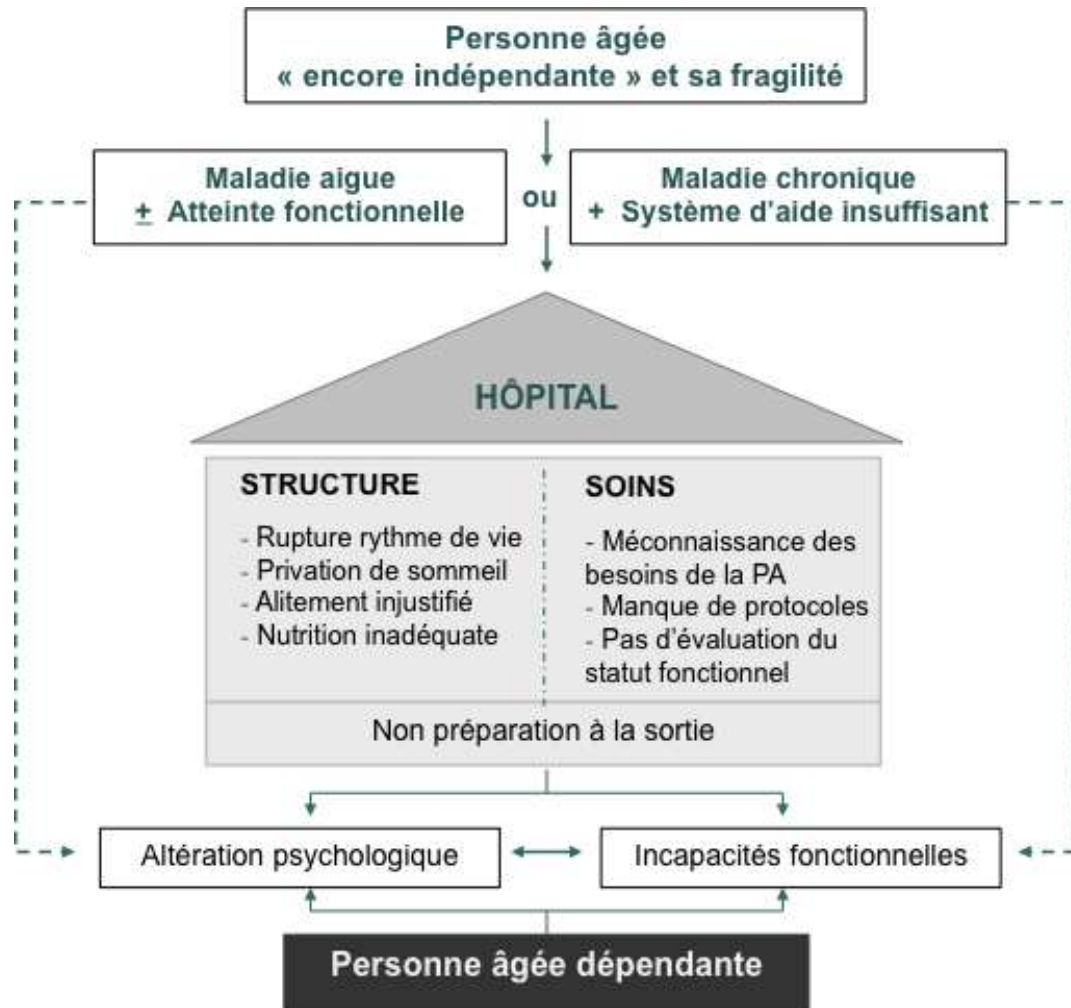 Personne âgée
« encore indépendante » et sa fragilité
Maladie aigue
± Atteinte fonctionnelle
ou
Maladie chronique
+ Système d'aide insuffisant
HÔPITAL
STRUCTURE
- Rupture rythme de vie
- Privation de sommeil
- Alitement injustifié
- Nutrition inadéquate
SOINS
- Méconnaissance des
besoins de la PA
- Manque de protocoles
- Pas d'évaluation du
statut fonctionnel
Non préparation à la sortie
Altération psychologique
Incapacités fonctionnelles
Personne âgée dépendante